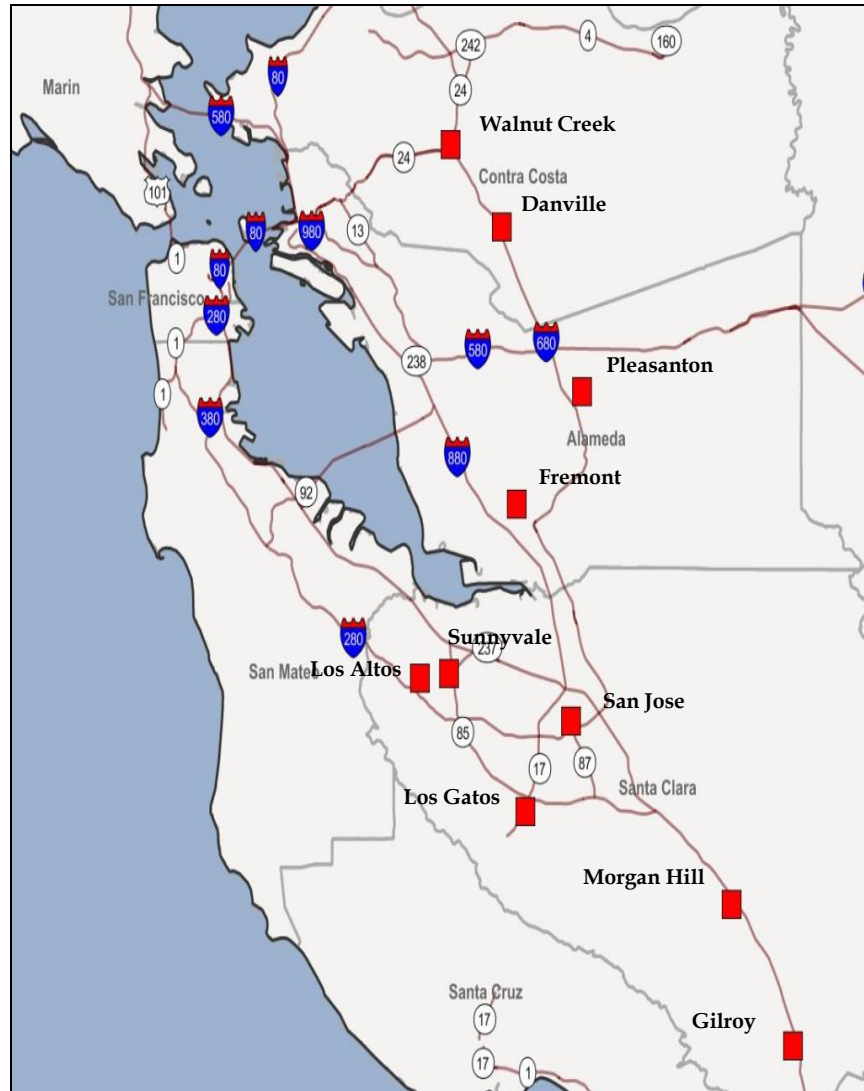 242
4
160
80
Marin
24
580
Walnut Creek
24
Contra Costa
101
Danville
80
980
13
1
80
San Francisco
280
1
238
580
680
Pleasanton
1
380
Alameda
880
Fremont
92
280
Sunnyvale
237
San Mateo
Los Altos
San Jose
85
17
87
Santa Clara
Los Gatos
Morgan Hill
Santa Cruz
17
Gilroy
17
1